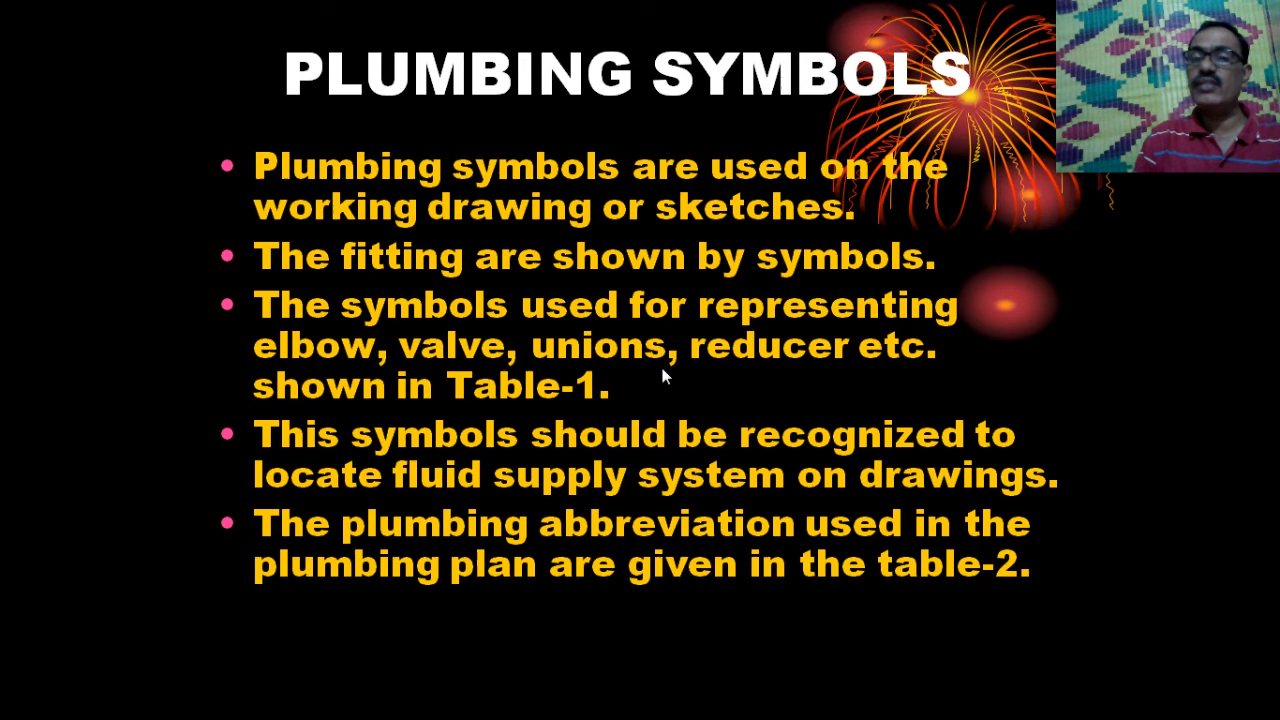 PLUMBING SYMBOLS
• Plumbing symbols are used on the
working drawing or sketches.
• The fitting are shown by symbols.
• The symbols used for representing
elbow, valve, unions, reducer etc.
shown in Table-1.
• This symbols should be recognized to
locate fluid supply system on drawings.
• The plumbing abbreviation used in the
plumbing plan are given in the table-2.